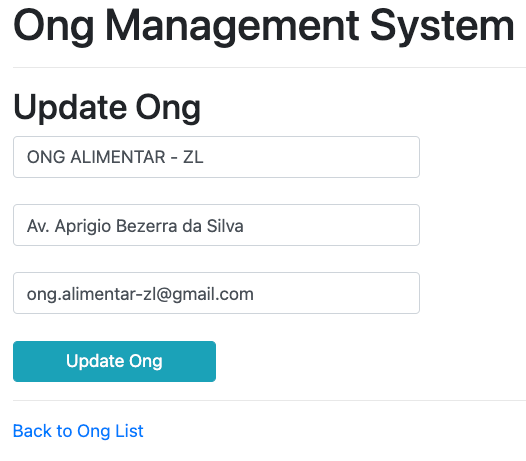 Ong Management System
Update Ong
ONG ALIMENTAR - ZL
Av. Aprigio Bezerra da Silva
ong.alimentar-zl@gmail.com
Update Ong
Back to Ong List